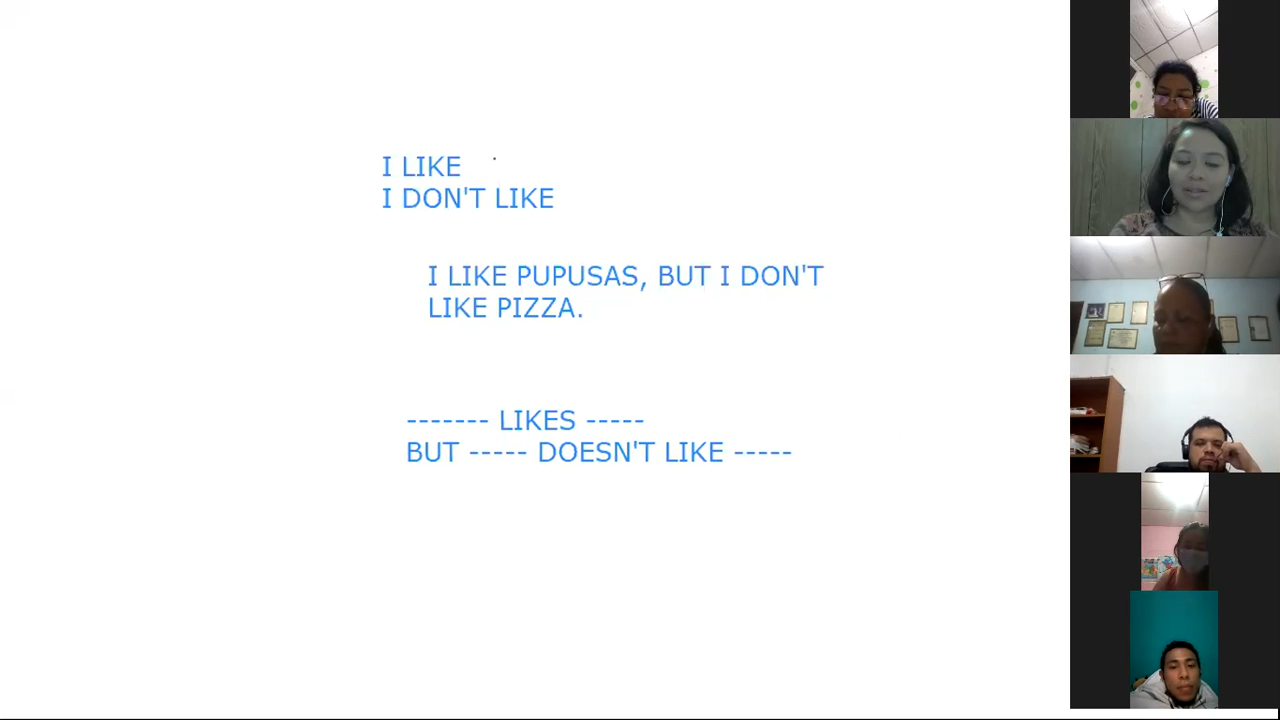 I LIKE
I DON'T LIKE
I LIKE PUPUSAS, BUT I DON'T
LIKE PIZZA.
------- LIKES -----
BUT ----- DOESN'T LIKE -----